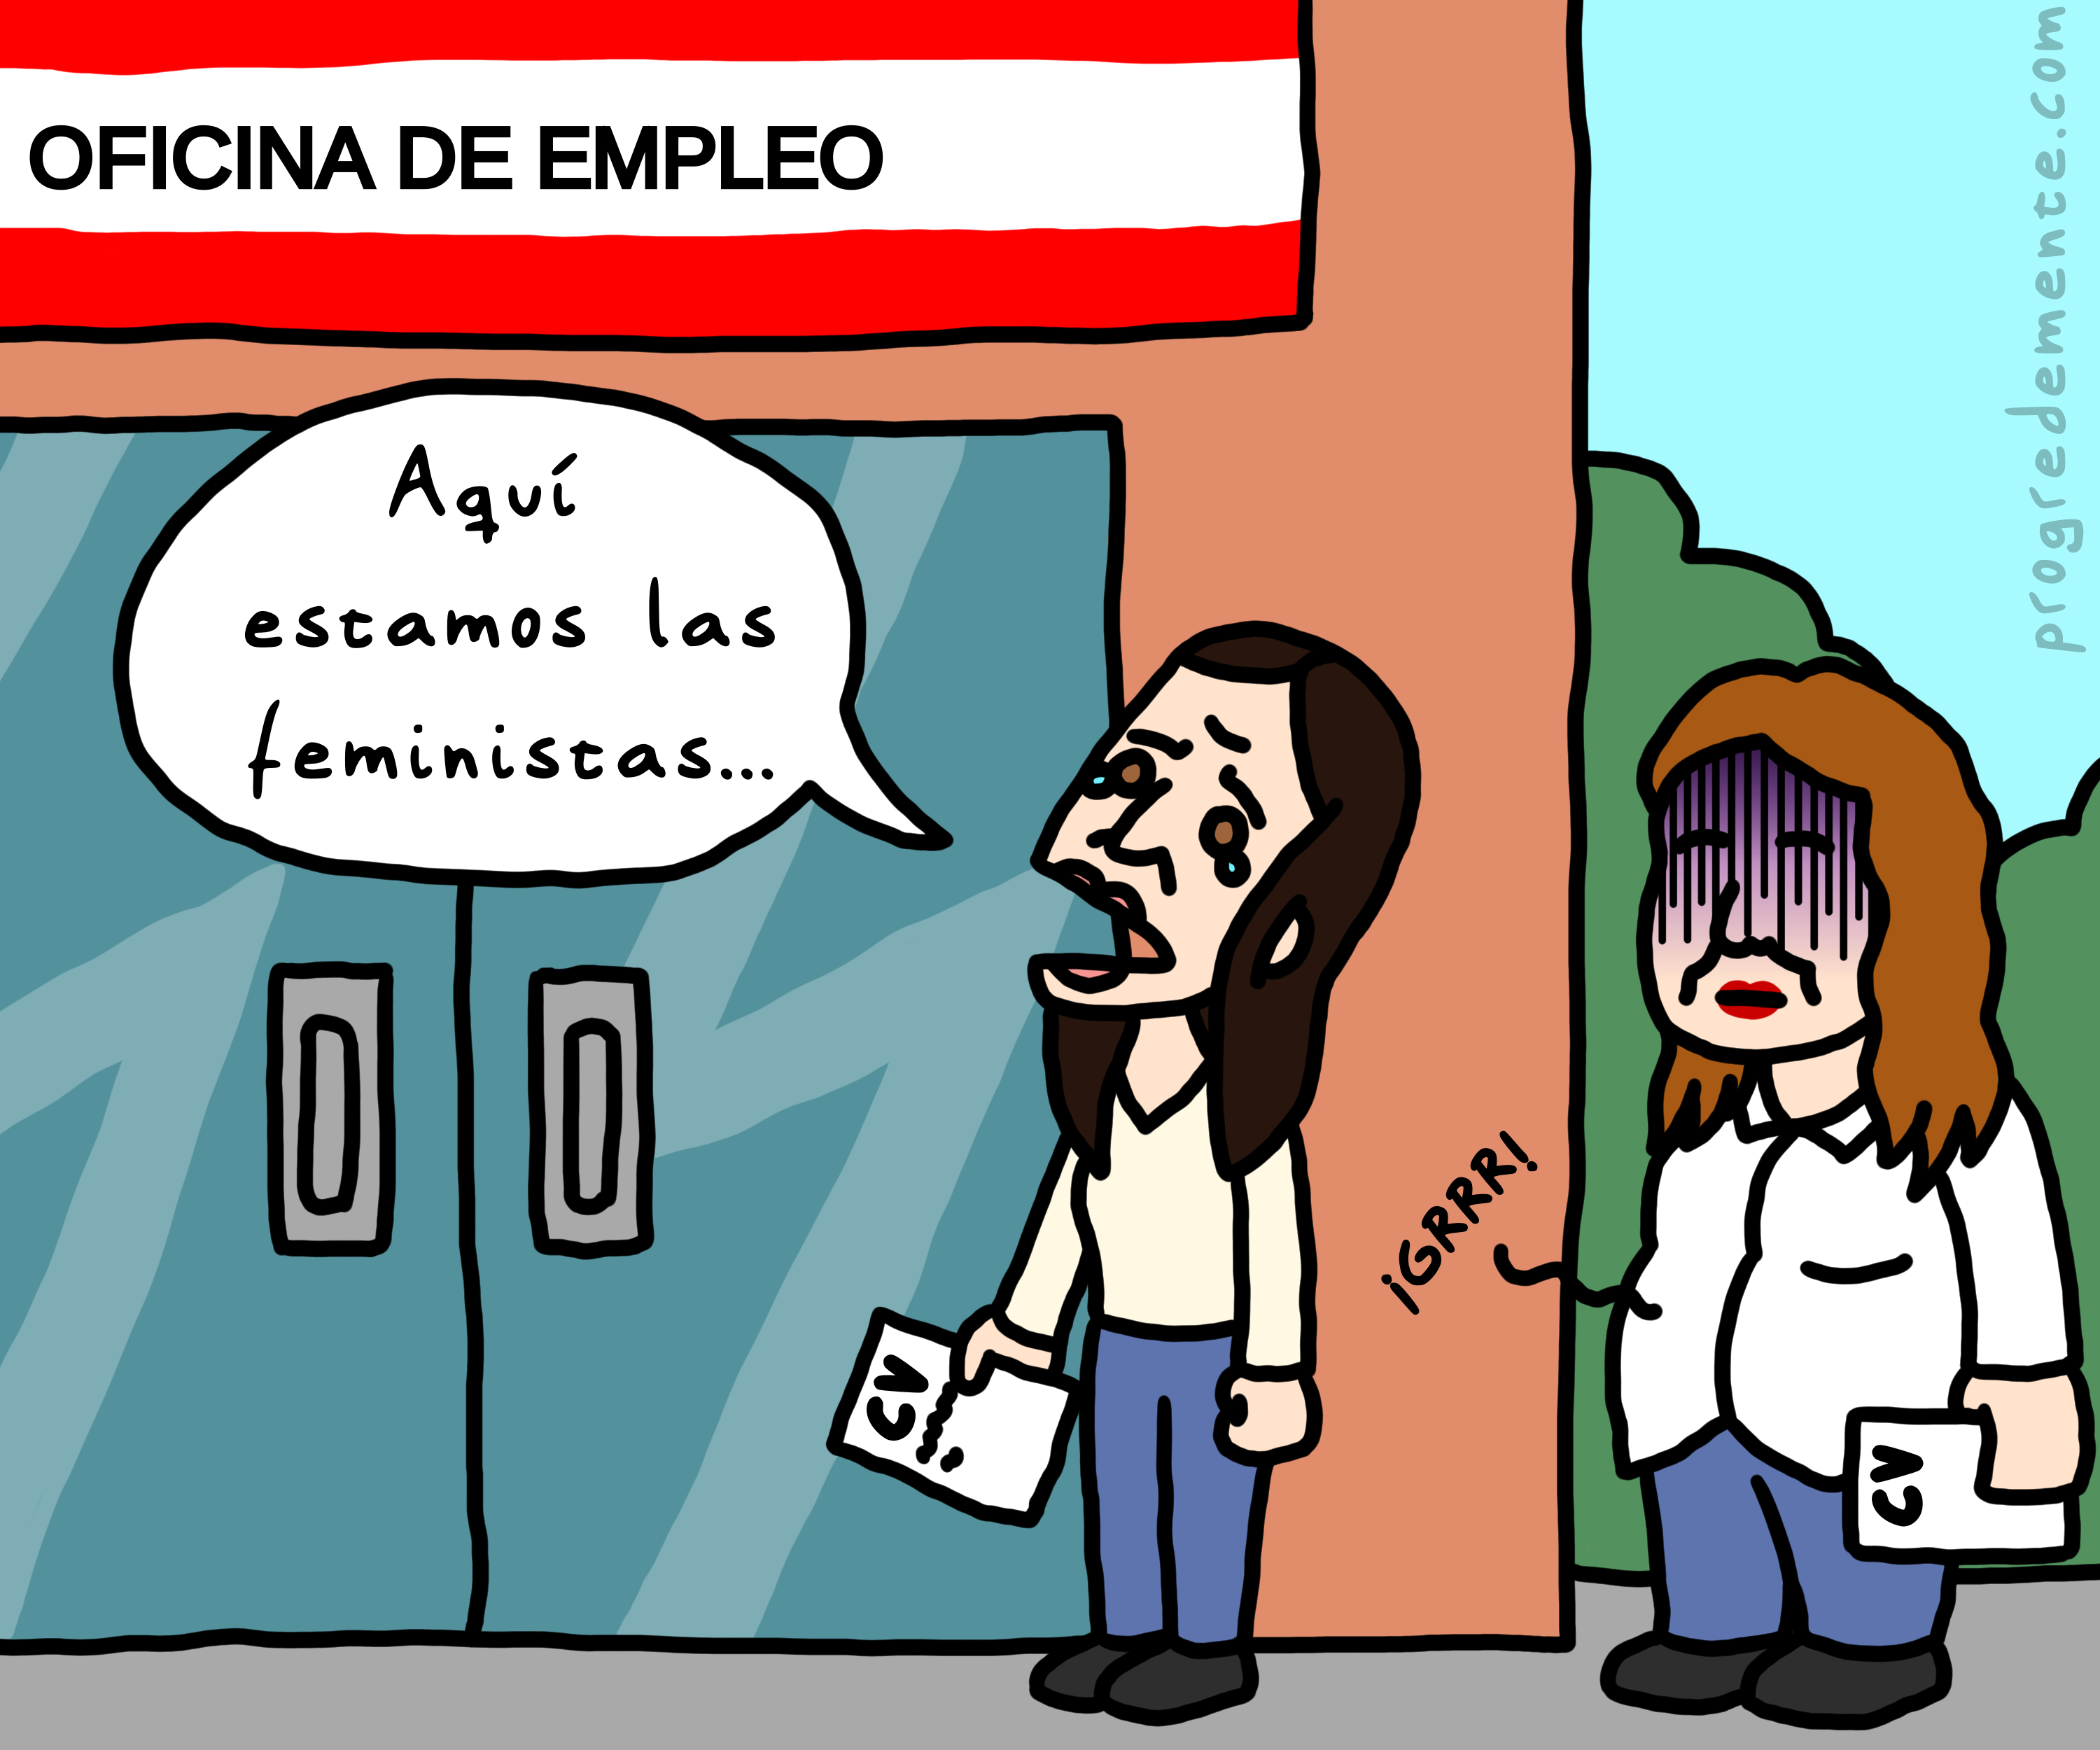 OFICINA DE EMPLEO
Aquí
estamos las
feministas...
¡GRRR!
CV
CV
progredemente.com